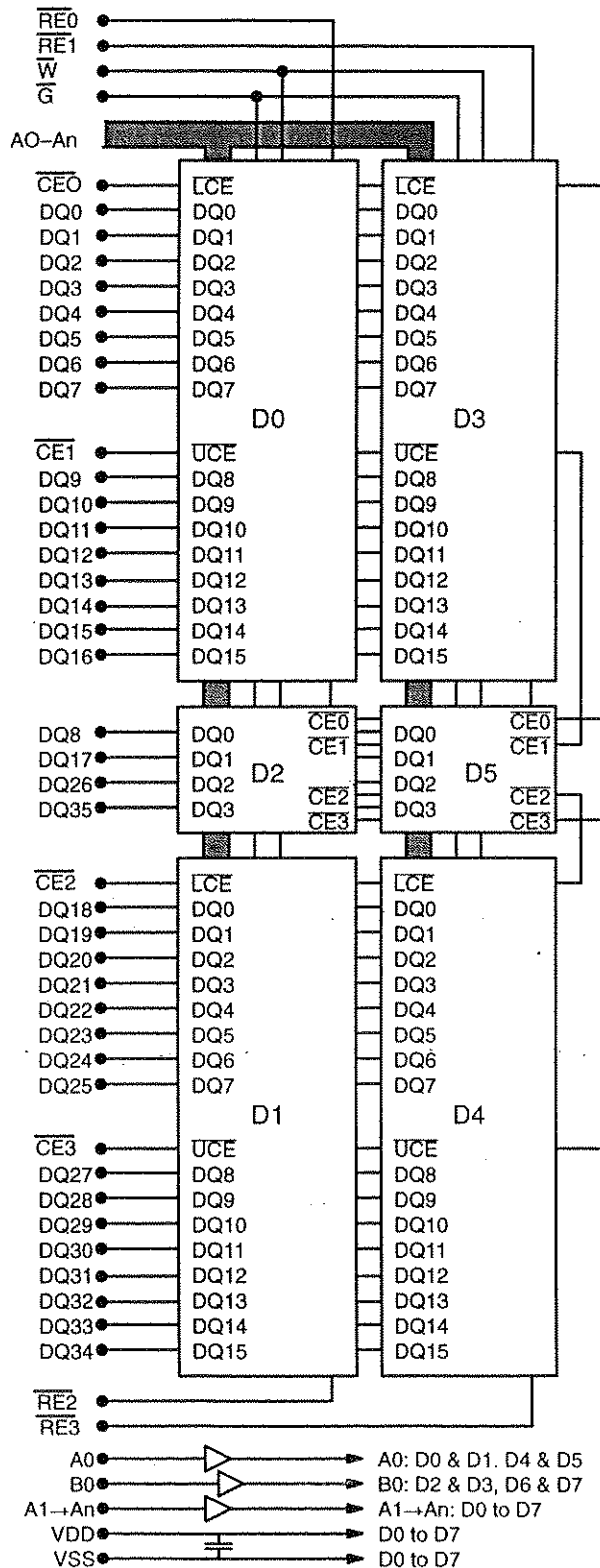 RE0
RE1
W
G
AO–An
CEO LCE LCE
DQ0 DQ0 DQ0
DQ1 DQ1 DQ1
DQ2 DQ2 DQ2
DQ3 DQ3 DQ3
DQ4 DQ4 DQ4
DQ5 DQ5 DQ5
DQ6 DQ6 DQ6
DQ7 DQ7 DQ7
D0 D3
CE1 UCE UCE
DQ9 DQ8 DQ8
DQ10 DQ9 DQ9
DQ11 DQ10 DQ10
DQ12 DQ11 DQ11
DQ13 DQ12 DQ12
DQ14 DQ13 DQ13
DQ15 DQ14 DQ14
DQ16 DQ15 DQ15
CE0 CE0
DQ8 DQ0 DQ0
CE1 CE1
DQ17 DQ1 DQ1
D2 D5
DQ26 DQ2 DQ2
CE2 CE2
DQ35 DQ3 DQ3
CE3 CE3
CE2 LCE LCE
DQ18 DQ0 DQ0
DQ19 DQ1 DQ1
DQ20 DQ2 DQ2
DQ21 DQ3 DQ3
DQ22 DQ4 DQ4
DQ23 DQ5 DQ5
DQ24 DQ6 DQ6
DQ25 DQ7 DQ7
D1 D4
CE3 UCE UCE
DQ27 DQ8 DQ8
DQ28 DQ9 DQ9
DQ29 DQ10 DQ10
DQ30 DQ11 DQ11
DQ31 DQ12 DQ12
DQ32 DQ13 DQ13
DQ33 DQ14 DQ14
DQ34 DQ15 DQ15
RE2
RE3
A0 A0: D0 & D1. D4 & D5
B0 B0: D2 & D3, D6 & D7
A1→An A1→An: D0 to D7
VDD D0 to D7
VSS D0 to D7